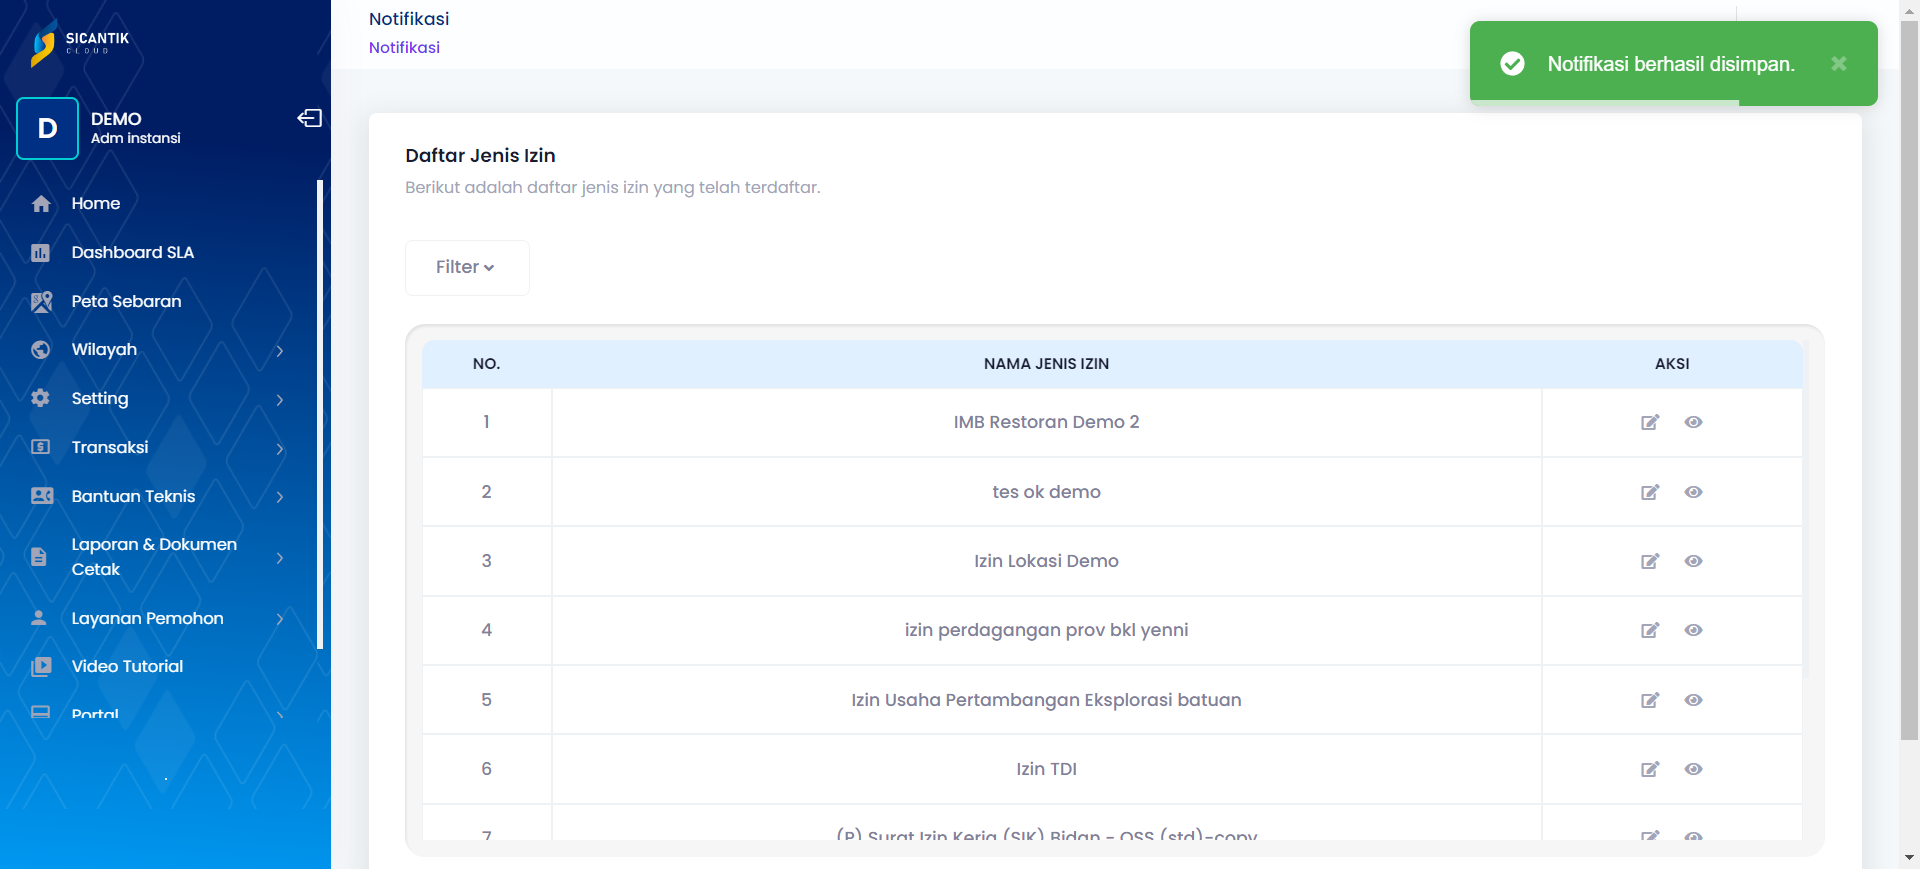 SICANTIK
CLOUD
D
DEMO
Adm instansi
Home
Dashboard SLA
Peta Sebaran
Wilayah
Setting
Transaksi
Bantuan Teknis
Laporan & Dokumen
Cetak
Layanan Pemohon
Video Tutorial
Portal
Notifikasi
Notifikasi
Notifikasi berhasil disimpan.
Daftar Jenis Izin
Berikut adalah daftar jenis izin yang telah terdaftar.
Filter
NO. NAMA JENIS IZIN AKSI
1 IMB Restoran Demo 2
2 tes ok demo
3 Izin Lokasi Demo
4 izin perdagangan prov bkl yenni
5 Izin Usaha Pertambangan Eksplorasi batuan
6 Izin TDI
7 (P) Surat Izin Kerja (SIK) Bidan - OSS (std)-copy